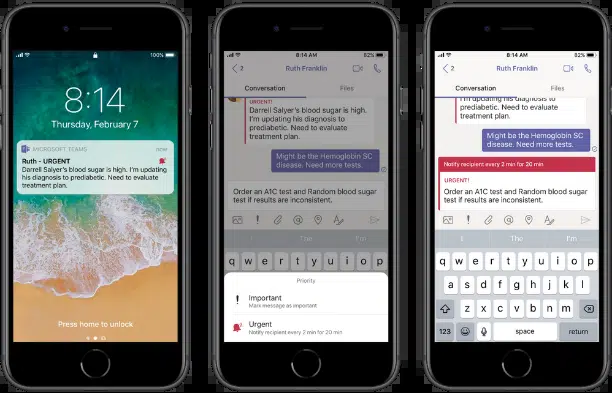 100%
8:14
Thursday, February 7
MICROSOFT TEAMS
now
Ruth - URGENT
Darrell Salyer's blood sugar is high. I'm updating
his diagnosis to prediabetic. Need to evaluate
treatment plan.
Press home to unlock
8:14 AM
82%
2
Ruth Franklin
Conversation
Files
URGENT!
Darrell Salyer's blood sugar is high.
I'm updating his diagnosis to
prediabetic. Need to evaluate
treatment plan.
Might be the Hemoglobin SC
disease. Need more tests.
Order an A1C test and Random blood sugar
test if results are inconsistent.
I
The
I'm
q w e r t y u i o p
Priority
Important
Mark message as important
Urgent
Notify recipient every 2 min for 20 min
8:14 AM
82%
2
Ruth Franklin
Conversation
Files
I'm updating his diagnosis to
prediabetic. Need to evaluate
treatment plan.
Might be the Hemoglobin SC
disease. Need more tests.
Notify recipient every 2 min for 20 min
URGENT!
Order an A1C test and Random blood sugar
test if results are inconsistent.
I
The
I'm
q w e r t y u i o p
a s d f g h j k l
z x c v b n m
123
space
return